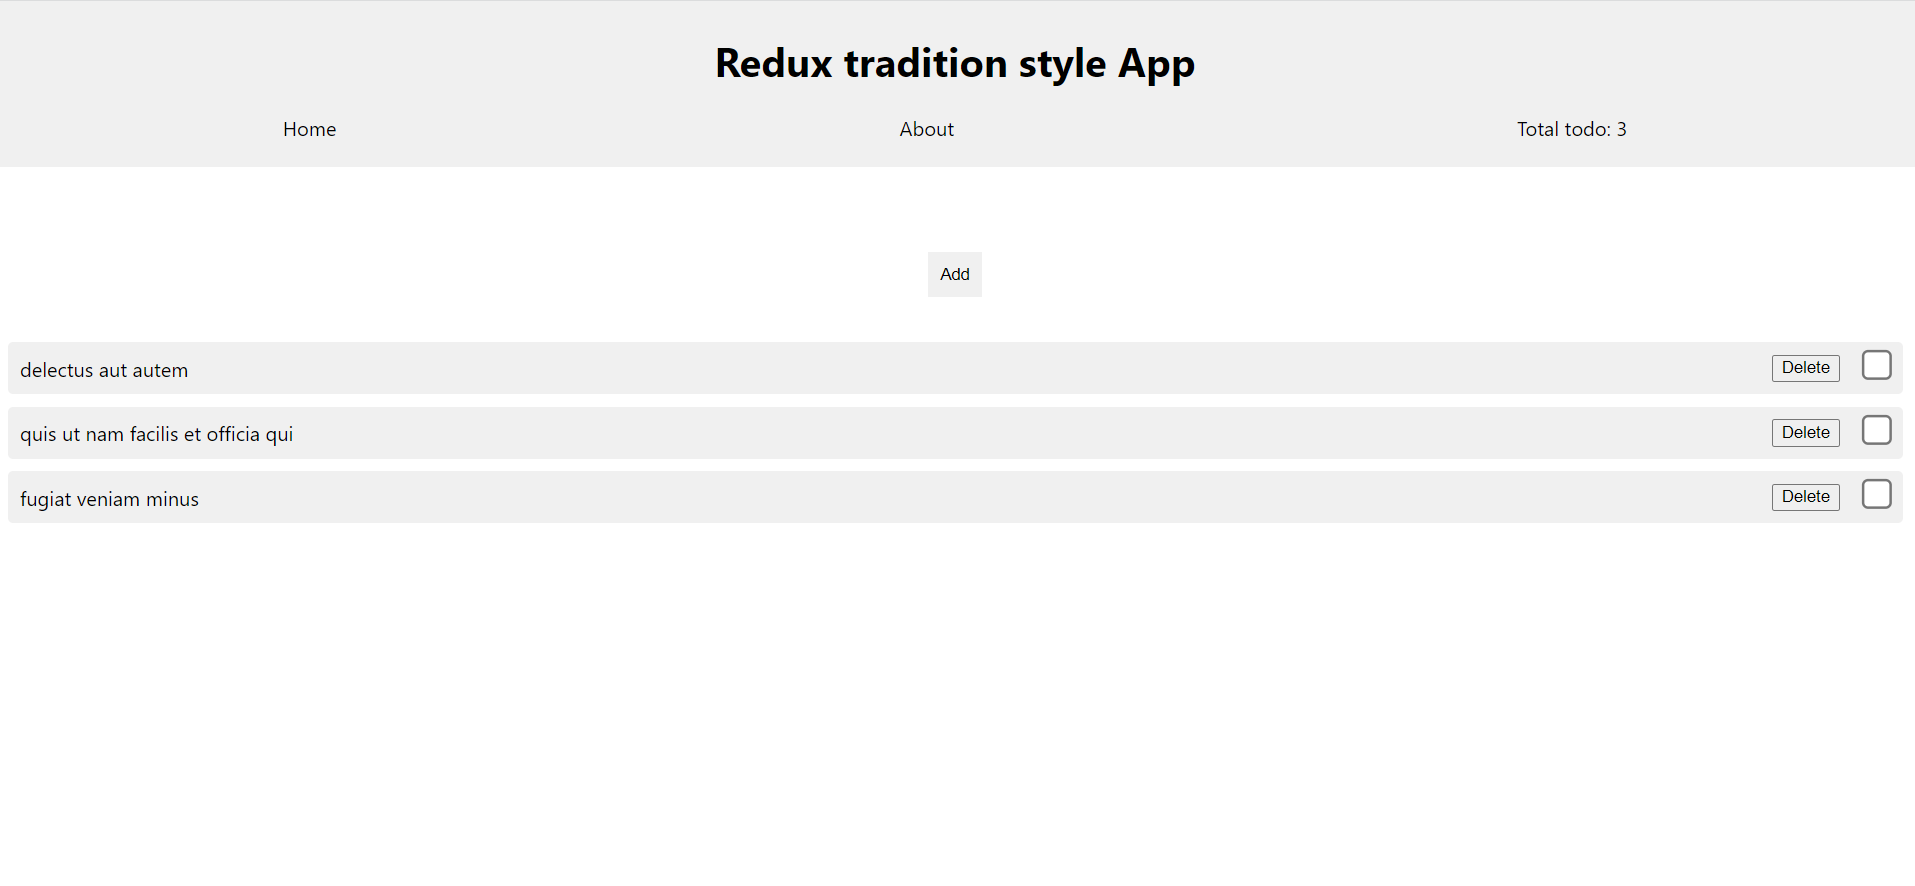 Redux tradition style App
Home About Total todo: 3
Add
delectus aut autem Delete
quis ut nam facilis et officia qui Delete
fugiat veniam minus Delete